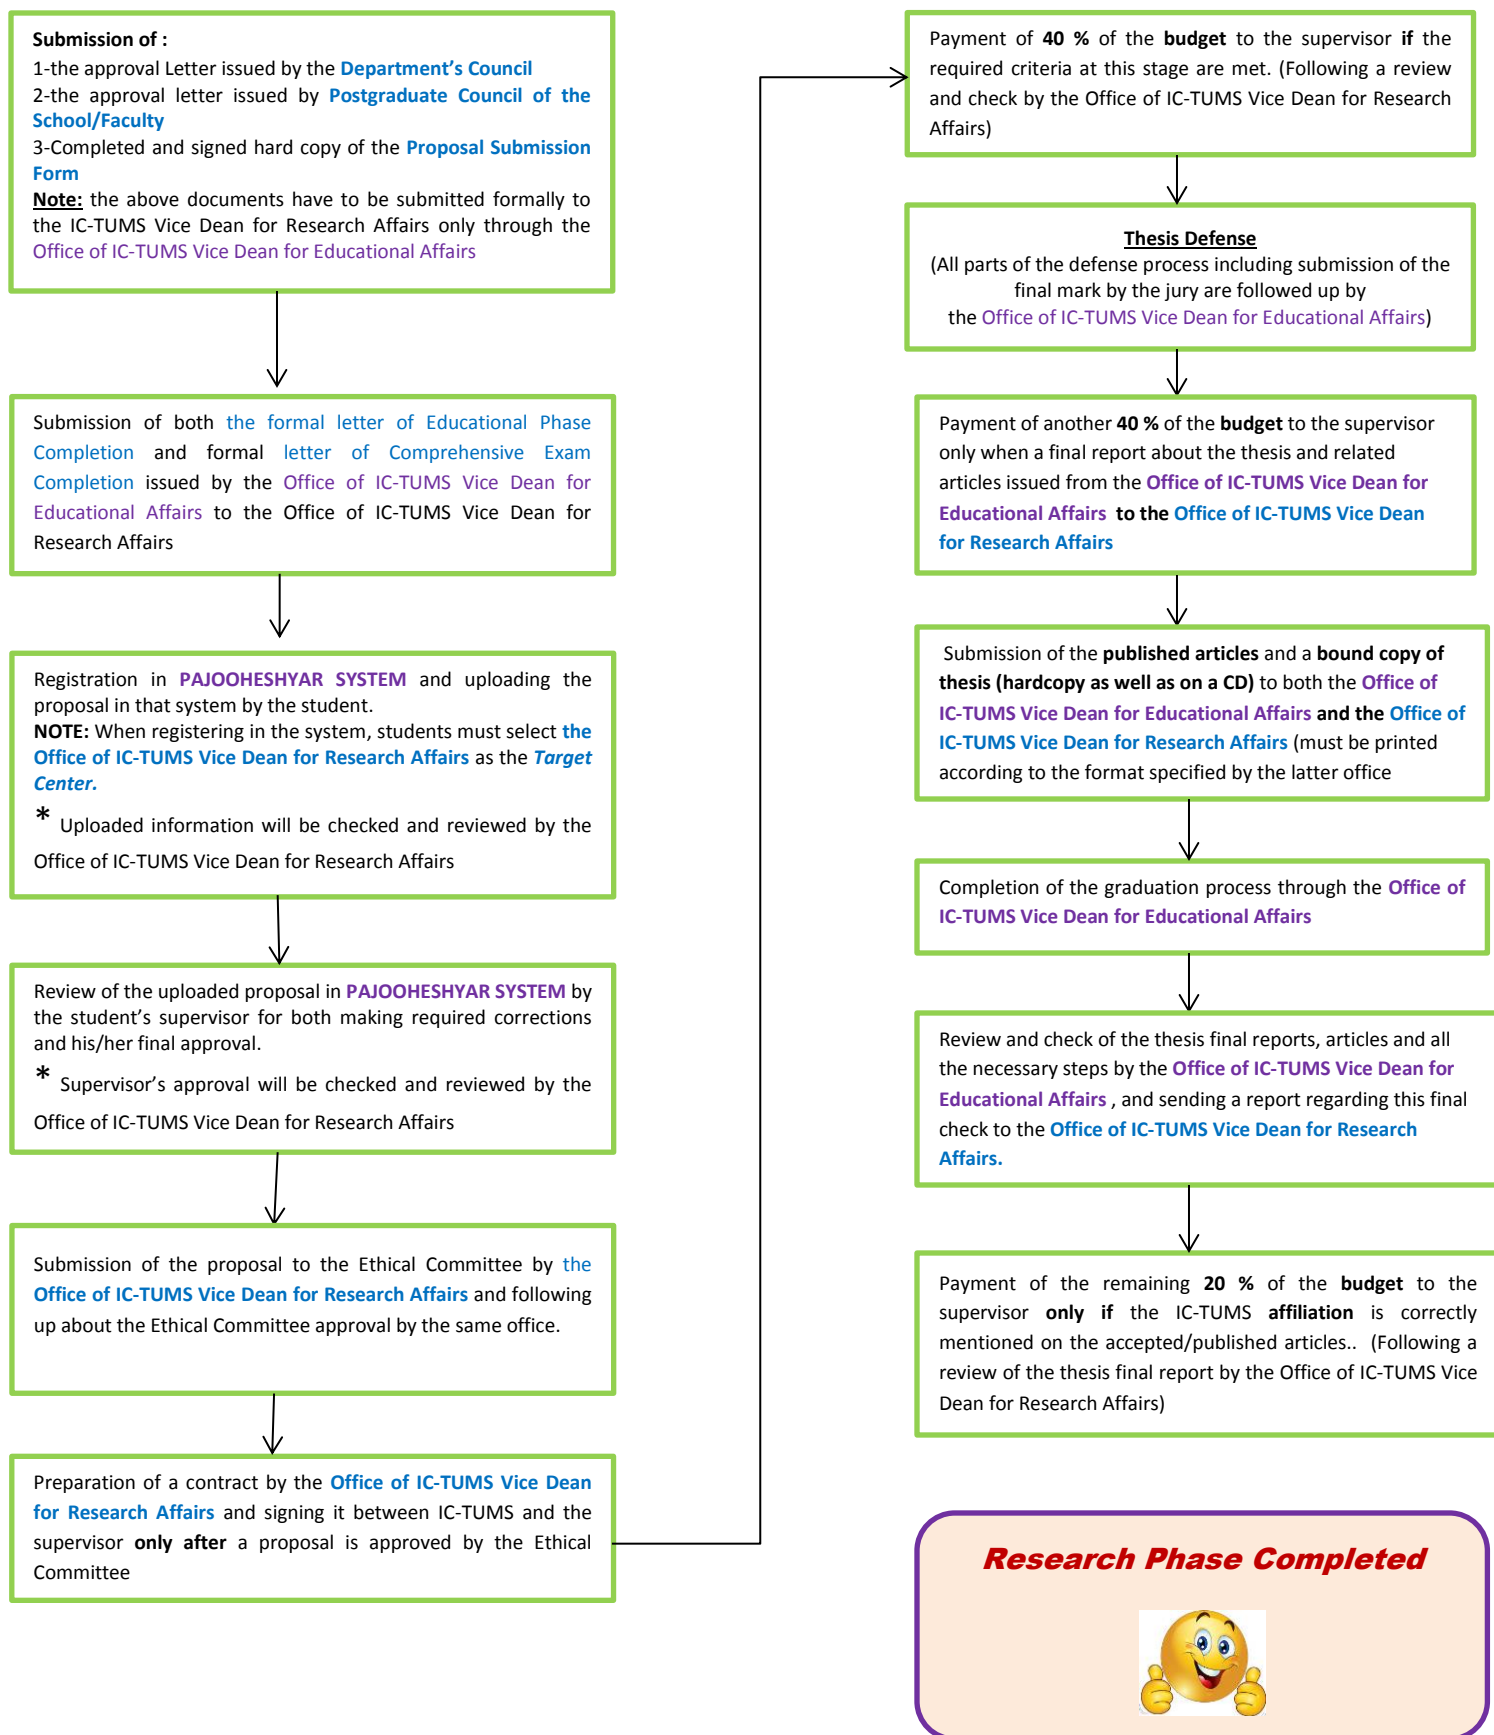 Submission of :
1-the approval Letter issued by the Department’s Council
2-the approval letter issued by Postgraduate Council of the
School/Faculty
3-Completed and signed hard copy of the Proposal Submission
Form
Note: the above documents have to be submitted formally to
the IC-TUMS Vice Dean for Research Affairs only through the
Office of IC-TUMS Vice Dean for Educational Affairs
Submission of both the formal letter of Educational Phase
Completion and formal letter of Comprehensive Exam
Completion issued by the Office of IC-TUMS Vice Dean for
Educational Affairs to the Office of IC-TUMS Vice Dean for
Research Affairs
Registration in PAJOOHESHYAR SYSTEM and uploading the
proposal in that system by the student.
NOTE: When registering in the system, students must select the
Office of IC-TUMS Vice Dean for Research Affairs as the Target
Center.
* Uploaded information will be checked and reviewed by the
Office of IC-TUMS Vice Dean for Research Affairs
Review of the uploaded proposal in PAJOOHESHYAR SYSTEM by
the student’s supervisor for both making required corrections
and his/her final approval.
* Supervisor’s approval will be checked and reviewed by the
Office of IC-TUMS Vice Dean for Research Affairs
Submission of the proposal to the Ethical Committee by the
Office of IC-TUMS Vice Dean for Research Affairs and following
up about the Ethical Committee approval by the same office.
Preparation of a contract by the Office of IC-TUMS Vice Dean
for Research Affairs and signing it between IC-TUMS and the
supervisor only after a proposal is approved by the Ethical
Committee
Payment of 40 % of the budget to the supervisor if the
required criteria at this stage are met. (Following a review
and check by the Office of IC-TUMS Vice Dean for Research
Affairs)
Thesis Defense
(All parts of the defense process including submission of the
final mark by the jury are followed up by
the Office of IC-TUMS Vice Dean for Educational Affairs)
Payment of another 40 % of the budget to the supervisor
only when a final report about the thesis and related
articles issued from the Office of IC-TUMS Vice Dean for
Educational Affairs to the Office of IC-TUMS Vice Dean
for Research Affairs
Submission of the published articles and a bound copy of
thesis (hardcopy as well as on a CD) to both the Office of
IC-TUMS Vice Dean for Educational Affairs and the Office of
IC-TUMS Vice Dean for Research Affairs (must be printed
according to the format specified by the latter office
Completion of the graduation process through the Office of
IC-TUMS Vice Dean for Educational Affairs
Review and check of the thesis final reports, articles and all
the necessary steps by the Office of IC-TUMS Vice Dean for
Educational Affairs , and sending a report regarding this final
check to the Office of IC-TUMS Vice Dean for Research
Affairs.
Payment of the remaining 20 % of the budget to the
supervisor only if the IC-TUMS affiliation is correctly
mentioned on the accepted/published articles.. (Following a
review of the thesis final report by the Office of IC-TUMS Vice
Dean for Research Affairs)
Research Phase Completed